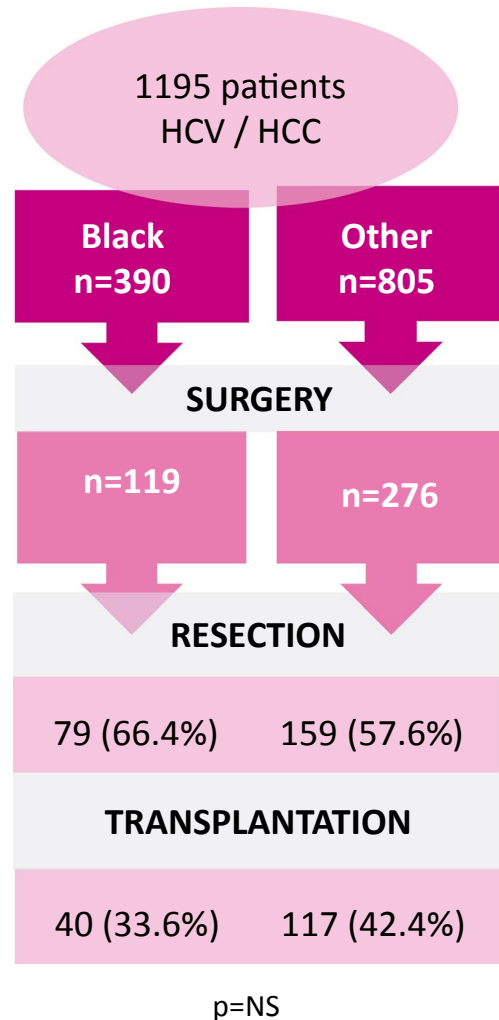 1195 patients
HCV / HCC
Black
n=390
Other
n=805
SURGERY
n=119
n=276
RESECTION
79 (66.4%) 159 (57.6%)
TRANSPLANTATION
40 (33.6%) 117 (42.4%)
p=NS